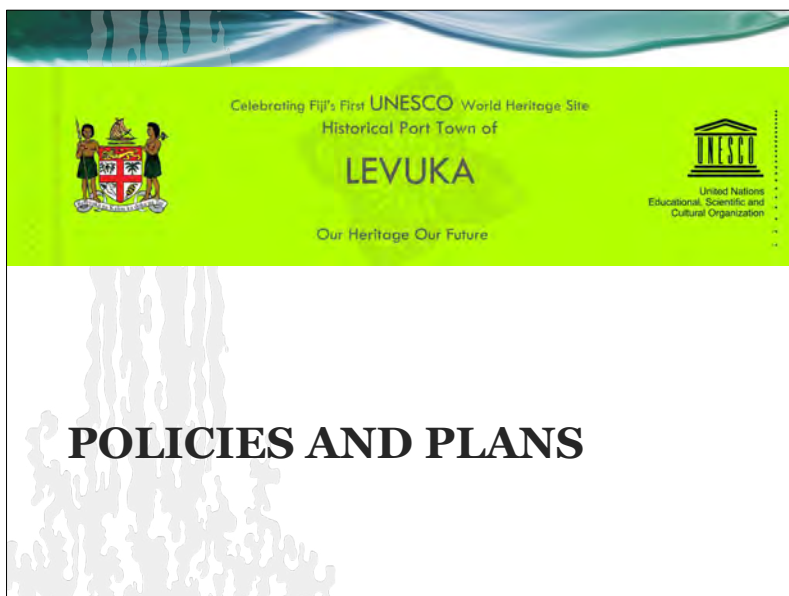 Celebrating Fiji's First UNESCO World Heritage Site
Historical Port Town of
LEVUKA
Our Heritage Our Future
UNESCO
United Nations
Educational, Scientific and
Cultural Organization
POLICIES AND PLANS